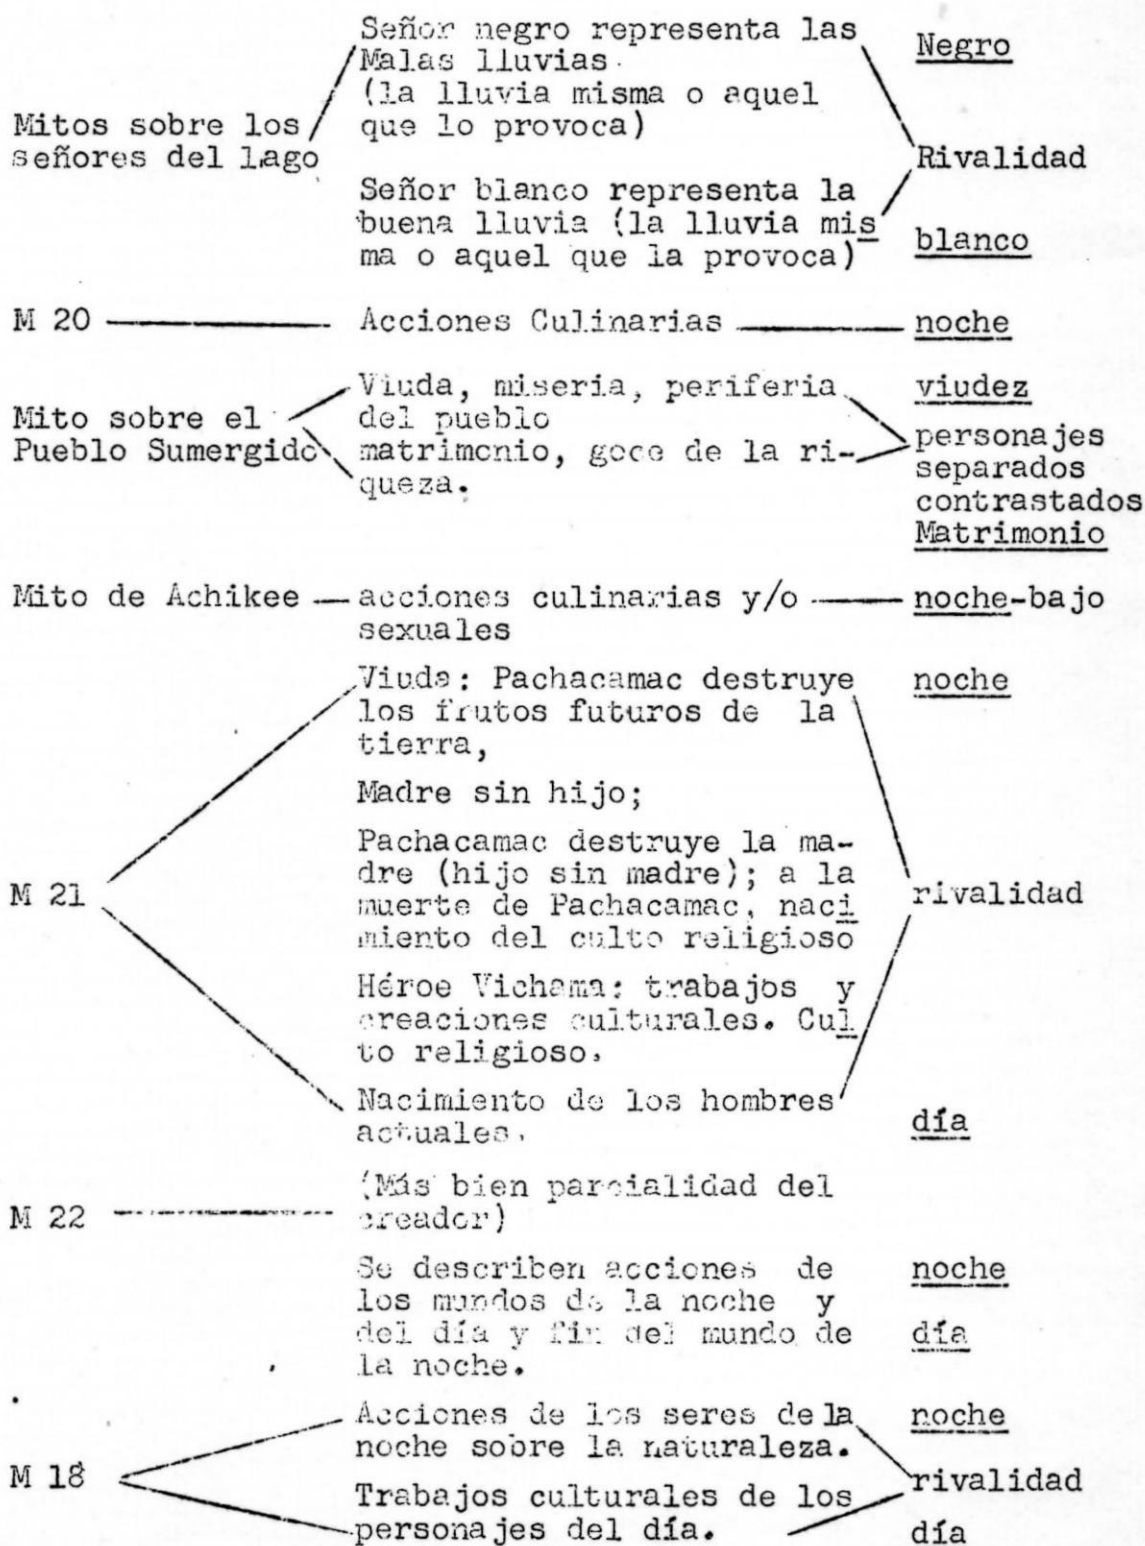 Señor negro representa las
Malas lluvias
(la lluvia misma o aquel
que lo provoca)
Negro
Mitos sobre los
señores del lago
Rivalidad
Señor blanco representa la
buena lluvia (la lluvia mis
ma o aquel que la provoca)
blanco
M 20
Acciones Culinarias
noche
Mito sobre el
Pueblo Sumergido
Viuda, miseria, periferia
del pueblo
matrimonio, goce de la ri-
queza.
viudez
personajes
separados
contrastados
Matrimonio
Mito de Achikee
acciones culinarias y/o
sexuales
noche-bajo
M 21
Viuda: Pachacamac destruye
los frutos futuros de la
tierra,
noche
Madre sin hijo;
Pachacamac destruye la ma-
dre (hijo sin madre); a la
muerte de Pachacamac, naci
miento del culto religioso
rivalidad
Héroe Vichama: trabajos y
creaciones culturales. Cul
to religioso.
Nacimiento de los hombres
actuales.
día
M 22
(Más bien parcialidad del
creador)
Se describen acciones de
los mundos de la noche y
del día y fin del mundo de
la noche.
noche
día
M 18
Acciones de los seres de la
noche sobre la naturaleza.
noche
rivalidad
Trabajos culturales de los
personajes del día.
día